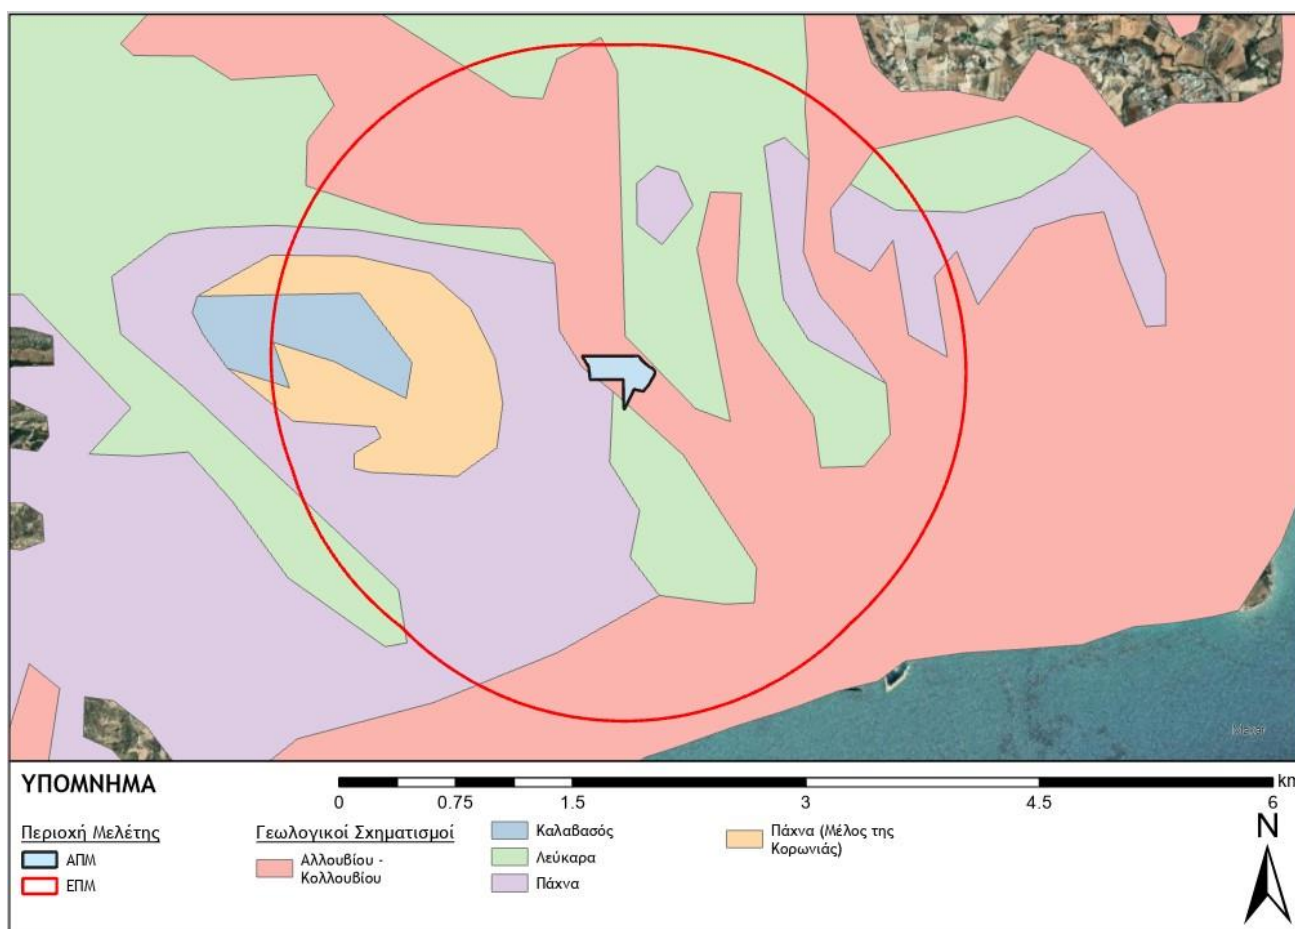 ΥΠΟΜΝΗΜΑ
0 0.75 1.5 3 4.5 6 km
Περιοχή Μελέτης
ΑΠΜ
ΕΠΜ
Γεωλογικοί Σχηματισμοί
Αλλουβίου -
Κολλουβίου
Καλαβασός
Λεύκαρα
Πάχνα
Πάχνα (Μέλος της
Κορωνιάς)
N